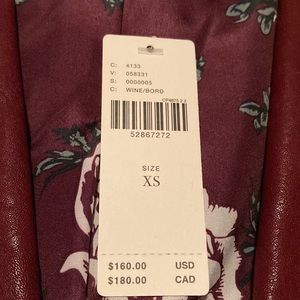 C: 4133
V: 058331
S: 0000005
C: WINE/BORD
52867272
SIZE
XS
$160.00 USD
$180.00 CAD